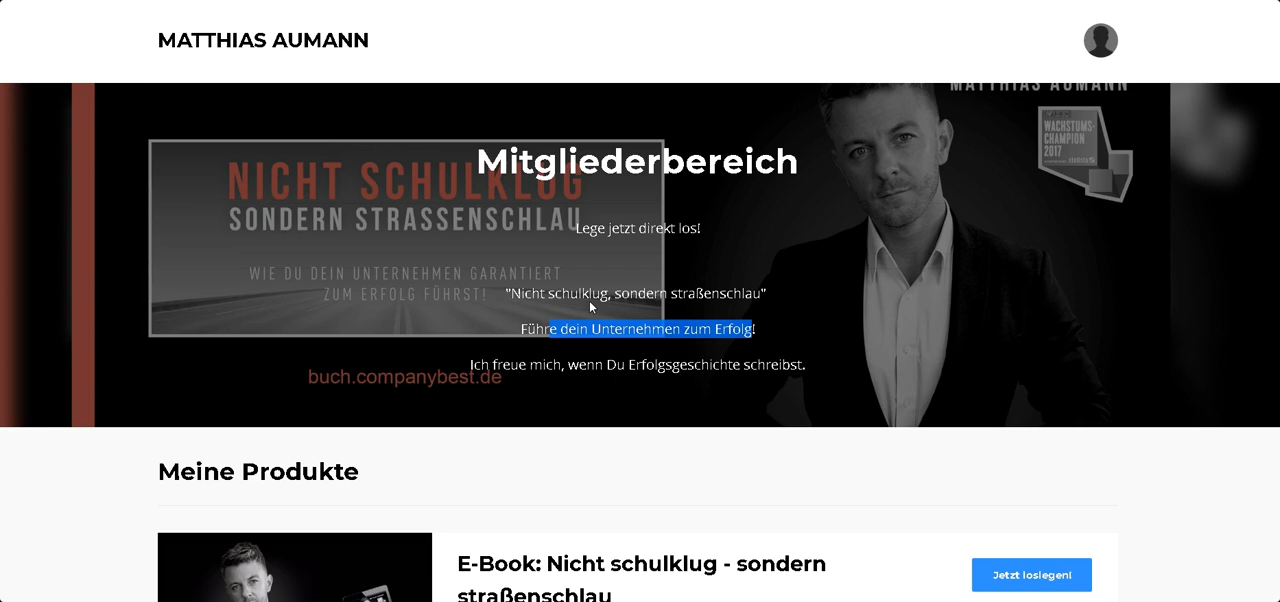 MATTHIAS AUMANN
MATTHIAS AUMANN
WACHSTUMS-
CHAMPION
2017
Mitgliederbereich
NICHT SCHULKLUG
SONDERN STRASSENSCHLAU
Lege jetzt direkt los!
WIE DU DEIN UNTERNEHMEN GARANTIERT
ZUM ERFOLG FÜHRST!
"Nicht schulklug, sondern straßenschlau"
Führe dein Unternehmen zum Erfolg!
Ich freue mich, wenn Du Erfolgsgeschichte schreibst.
buch.companybest.de
Meine Produkte
E-Book: Nicht schulklug - sondern
straßenschlau
Jetzt loslegen!